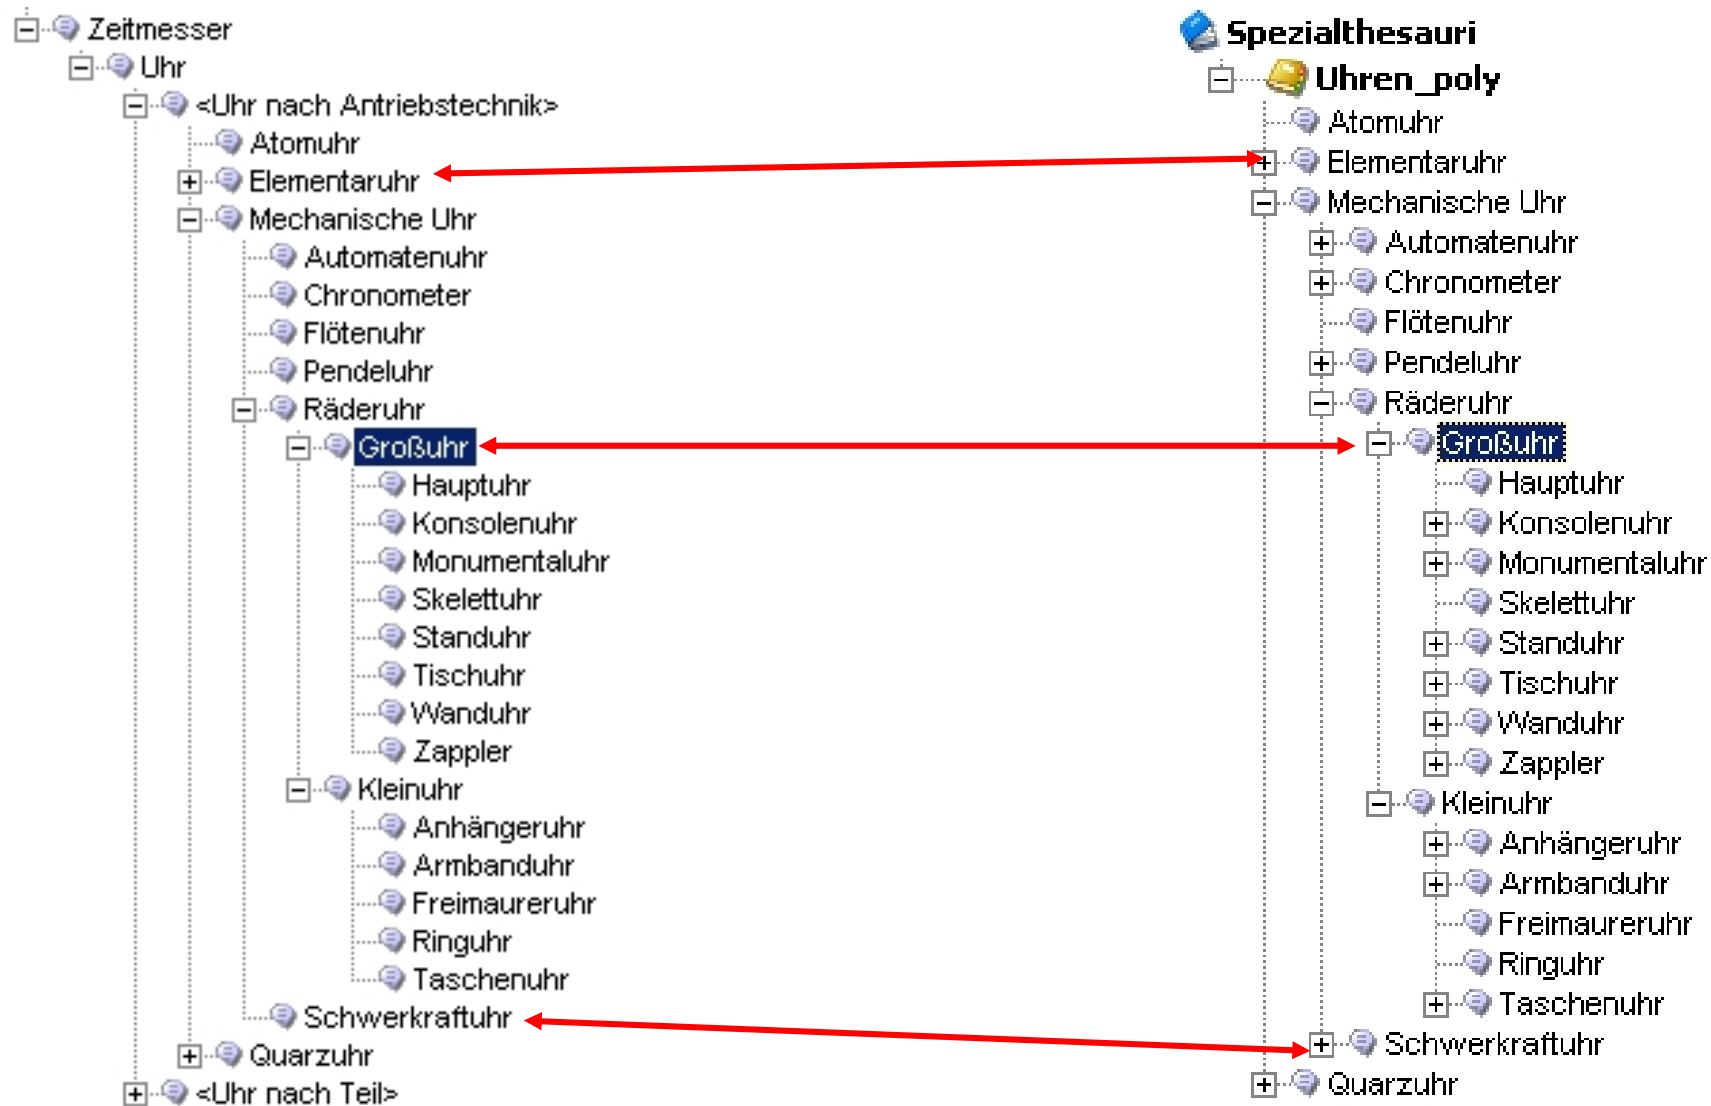 Zeitmesser
Uhr
<Uhr nach Antriebstechnik>
Atomuhr
Elementaruhr
Mechanische Uhr
Automatenuhr
Chronometer
Flötenuhr
Pendeluhr
Räderuhr
Großuhr
Hauptuhr
Konsolenuhr
Monumentaluhr
Skelettuhr
Standuhr
Tischuhr
Wanduhr
Zappler
Kleinuhr
Anhängeruhr
Armbanduhr
Freimaureruhr
Ringuhr
Taschenuhr
Schwerkraftuhr
Quarzuhr
<Uhr nach Teil>
Spezialthesauri
Uhren_poly
Atomuhr
Elementaruhr
Mechanische Uhr
Automatenuhr
Chronometer
Flötenuhr
Pendeluhr
Räderuhr
Großuhr
Hauptuhr
Konsolenuhr
Monumentaluhr
Skelettuhr
Standuhr
Tischuhr
Wanduhr
Zappler
Kleinuhr
Anhängeruhr
Armbanduhr
Freimaureruhr
Ringuhr
Taschenuhr
Schwerkraftuhr
Quarzuhr